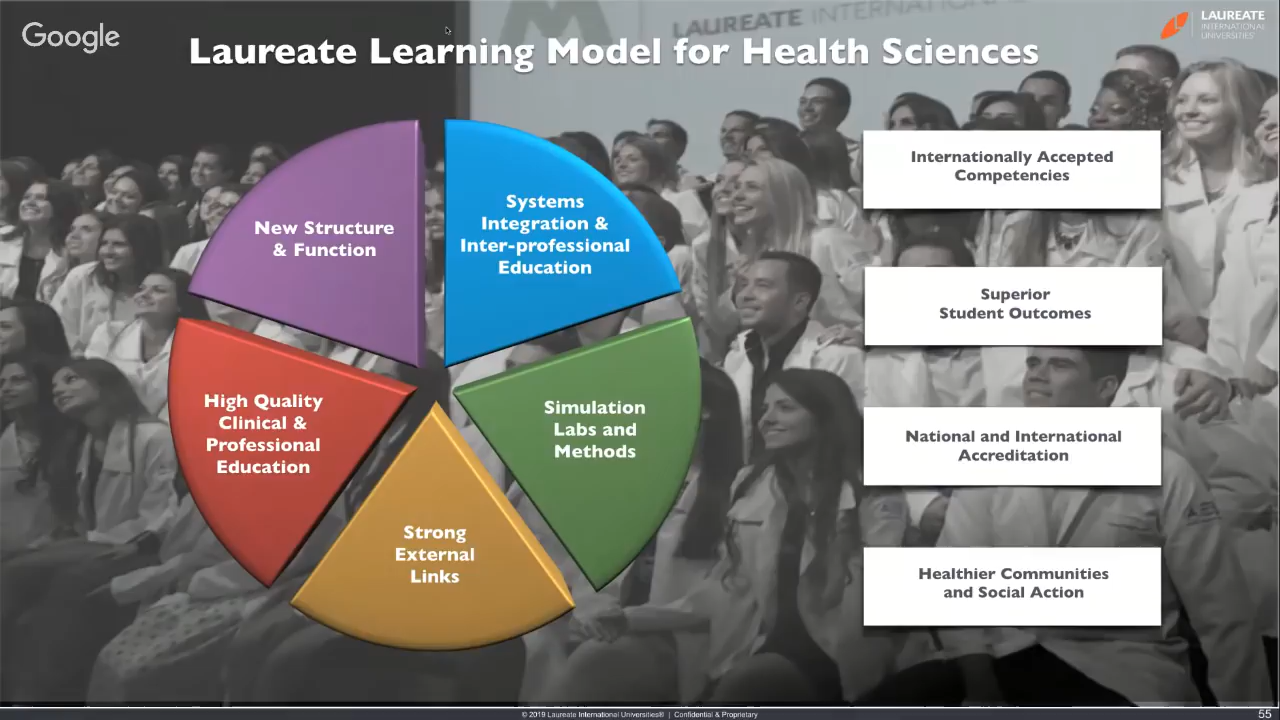 Google
LAUREATE INTERNATIONAL
LAUREATE
INTERNATIONAL
UNIVERSITIES®
Laureate Learning Model for Health Sciences
New Structure
& Function
Systems
Integration &
Inter-professional
Education
High Quality
Clinical &
Professional
Education
Simulation
Labs and
Methods
Strong
External
Links
Internationally Accepted
Competencies
Superior
Student Outcomes
National and International
Accreditation
Healthier Communities
and Social Action
© 2019 Laureate International Universities® | Confidential & Proprietary
55